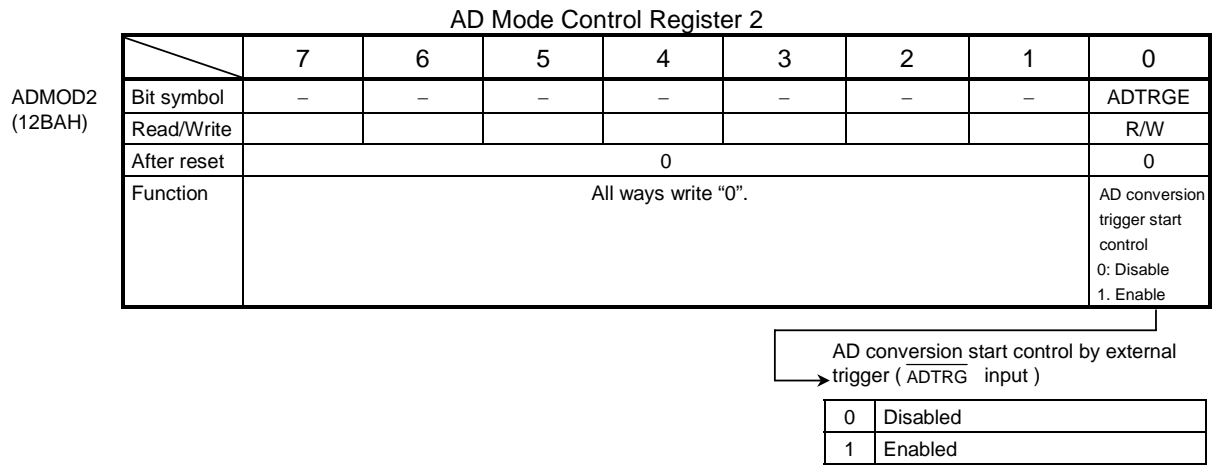 AD Mode Control Register 2
7 6 5 4 3 2 1 0
ADMOD2 (12BAH)
Bit symbol − − − − − − − ADTRGE
Read/Write R/W
After reset 0 0
Function All ways write “0”. AD conversion
trigger start
control
0: Disable
1. Enable
AD conversion start control by external
trigger ( ADTRG input )
0 Disabled
1 Enabled